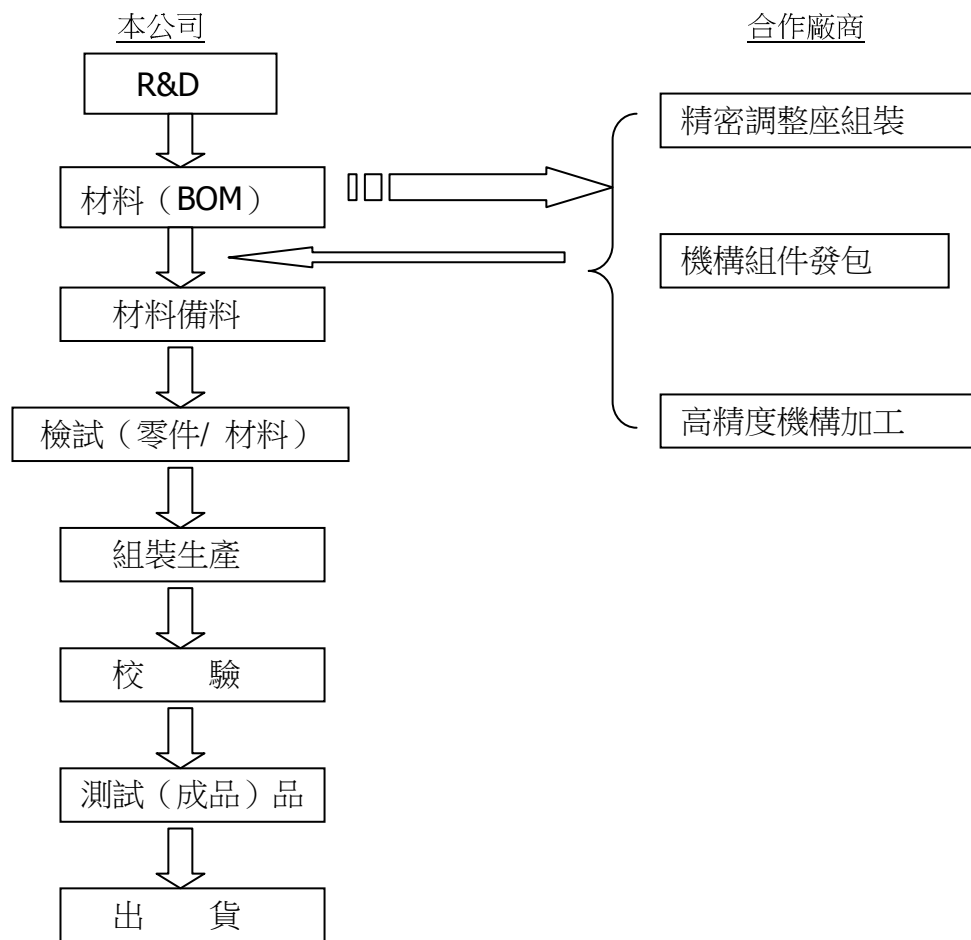 本公司
合作廠商
R&D
精密調整座組裝
材料（BOM）
機構組件發包
材料備料
檢試（零件/ 材料）
高精度機構加工
組裝生產
校　　驗
測試（成品）品
出　　貨